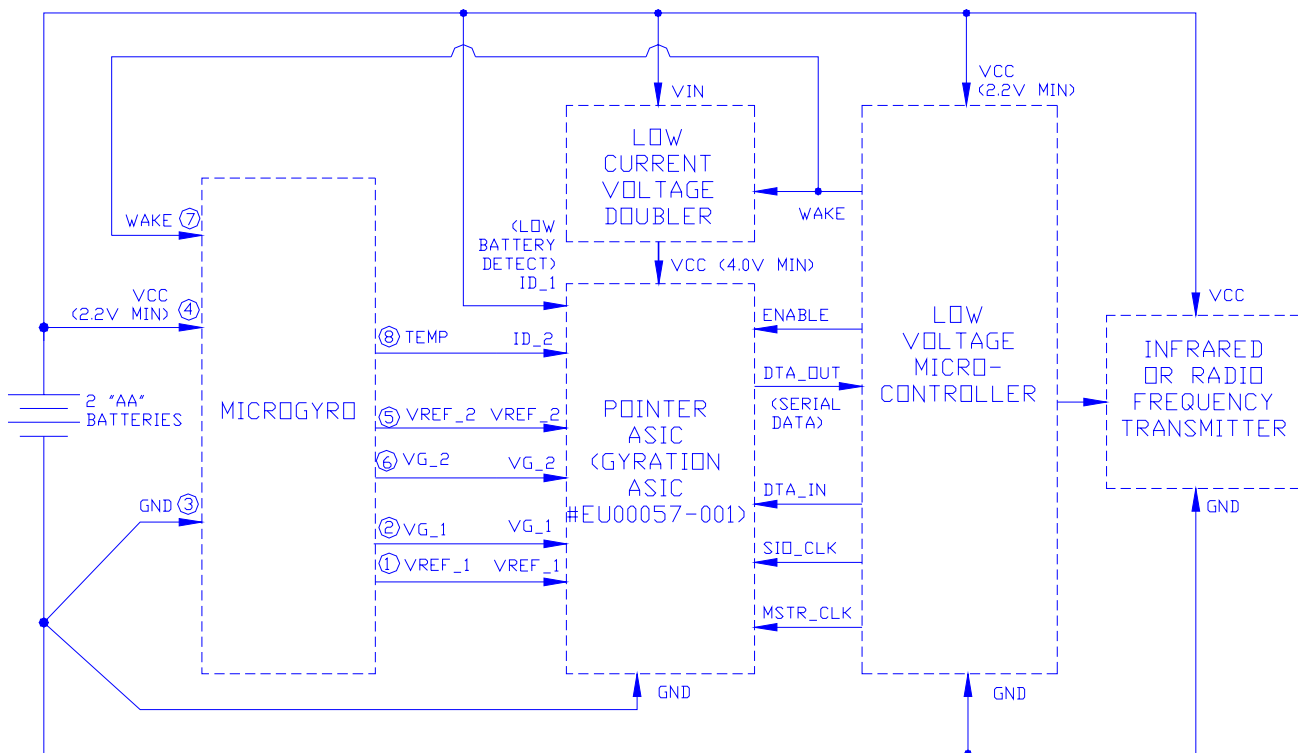 VCC
(2.2V MIN)
VIN
LOW
CURRENT
VOLTAGE
DOUBLER
WAKE
WAKE 7
(LOW
BATTERY
DETECT)
ID_1
VCC (4.0V MIN)
VCC
(2.2V MIN) 4
VCC
ENABLE
8 TEMP
ID_2
LOW
VOLTAGE
MICRO-
CONTROLLER
INFRARED
OR RADIO
FREQUENCY
TRANSMITTER
DTA_OUT
(SERIAL
DATA)
2 "AA"
BATTERIES
MICROGYRO
5 VREF_2
VREF_2
POINTER
ASIC
(GYRATION
ASIC
#EU00057-001)
6 VG_2
VG_2
GND 3
DTA_IN
GND
2 VG_1
VG_1
SIO_CLK
1 VREF_1
VREF_1
MSTR_CLK
GND
GND